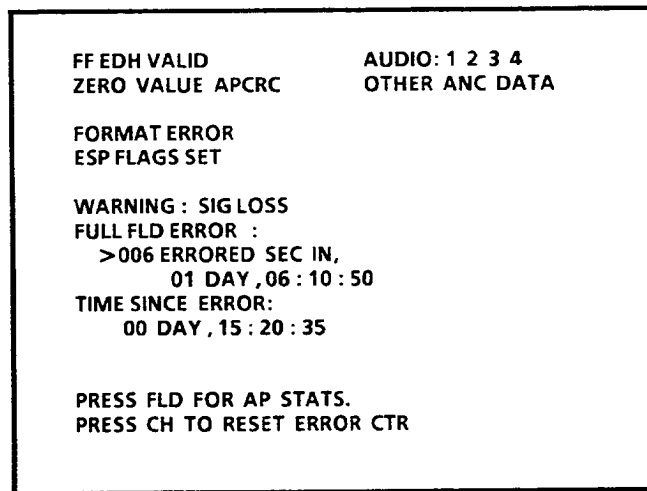 FF EDH VALID AUDIO: 1 2 3 4
ZERO VALUE APCRC OTHER ANC DATA
FORMAT ERROR
ESP FLAGS SET
WARNING : SIG LOSS
FULL FLD ERROR :
>006 ERRORED SEC IN,
01 DAY , 06 : 10 : 50
TIME SINCE ERROR:
00 DAY , 15 : 20 : 35
PRESS FLD FOR AP STATS.
PRESS CH TO RESET ERROR CTR